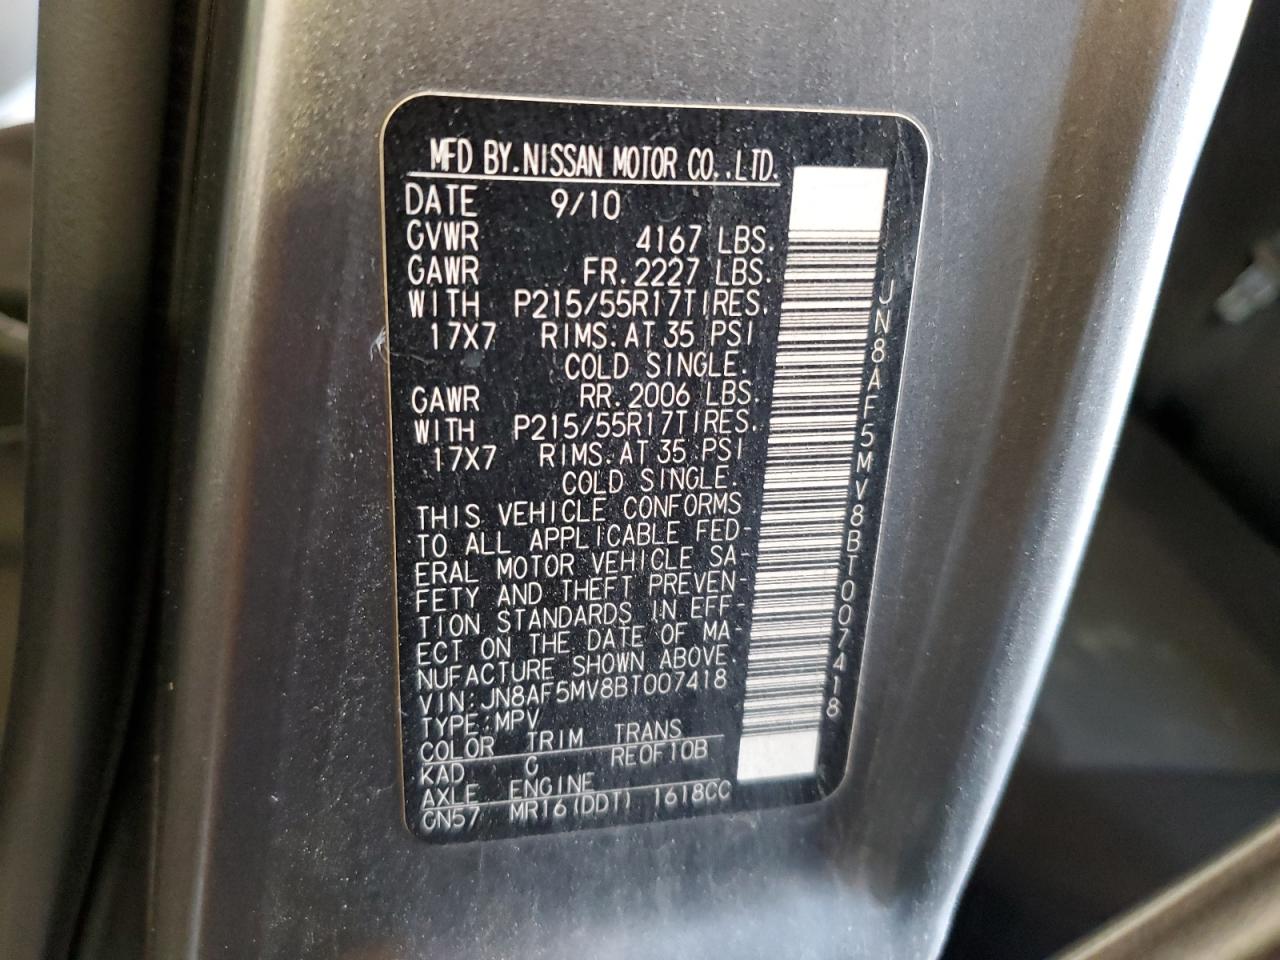 MFD BY.NISSAN MOTOR CO.,LTD.
DATE 9/10
GVWR 4167 LBS.
GAWR FR.2227 LBS.
WITH P215/55R17TIRES.
17X7 RIMS.AT 35 PSI
COLD SINGLE.
GAWR RR.2006 LBS.
WITH P215/55R17TIRES.
17X7 RIMS.AT 35 PSI
COLD SINGLE.
THIS VEHICLE CONFORMS
TO ALL APPLICABLE FED-
ERAL MOTOR VEHICLE SA-
FETY AND THEFT PREVEN-
TION STANDARDS IN EFF-
ECT ON THE DATE OF MA-
NUFACTURE SHOWN ABOVE.
VIN:JN8AF5MV8BT007418
TYPE:MPV
COLOR TRIM TRANS
KAD G RE0F10B
AXLE ENGINE
GN57 MR16(DDT) 1618CC
JN8AF5MV8BT007418